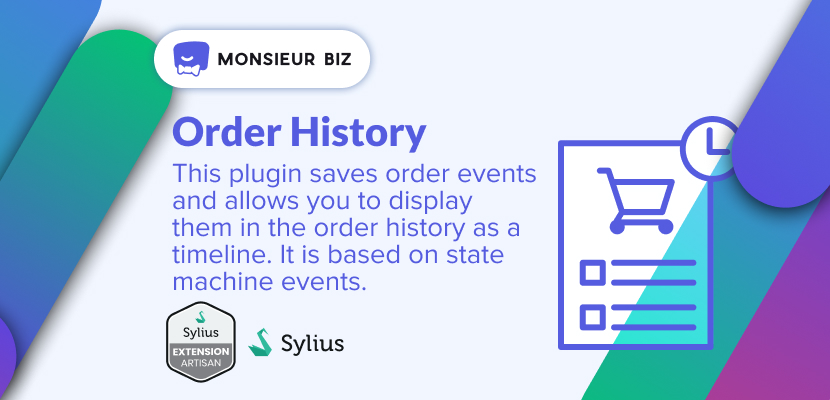 MONSIEUR BIZ
Order History
This plugin saves order events
and allows you to display
them in the order history as a
timeline. It is based on state
machine events.
Sylius
EXTENSION
ARTISAN
Sylius